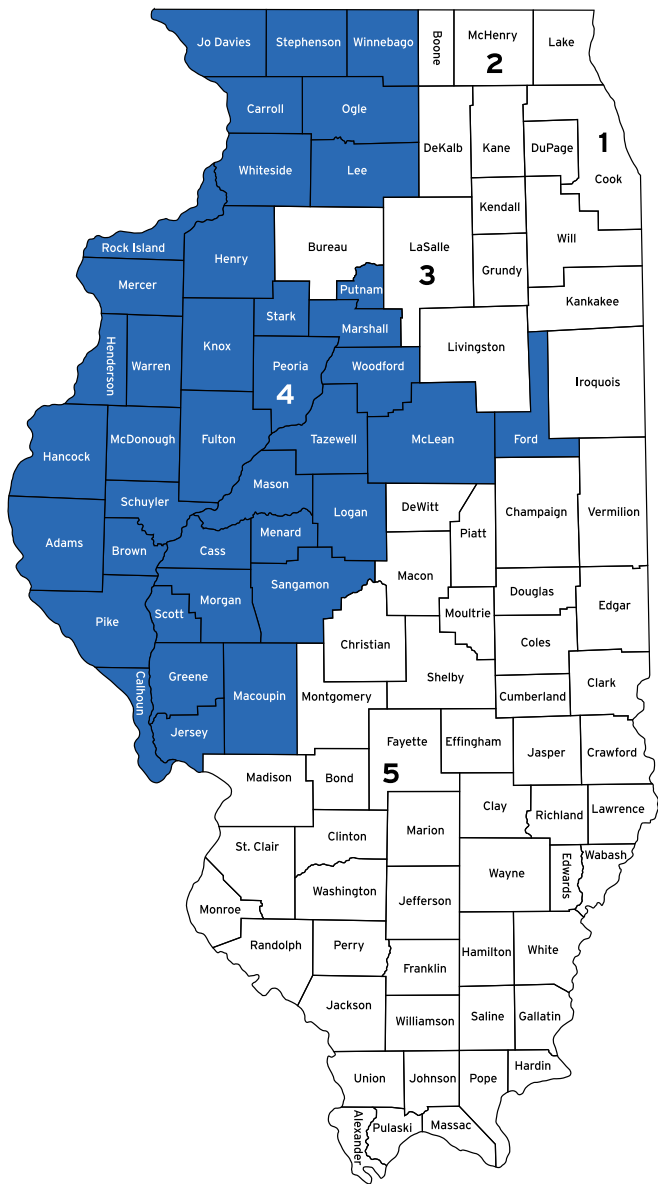 Jo Davies
Stephenson
Winnebago
Boone
McHenry
2
Lake
Carroll
Ogle
DeKalb
Kane
DuPage
1
Cook
Whiteside
Lee
Kendall
Will
Rock Island
Henry
Bureau
LaSalle
3
Grundy
Mercer
Putnam
Kankakee
Stark
Marshall
Henderson
Warren
Knox
Peoria
4
Woodford
Livingston
Iroquois
Hancock
McDonough
Fulton
Tazewell
McLean
Ford
Mason
Schuyler
Logan
DeWitt
Piatt
Champaign
Vermilion
Adams
Brown
Cass
Menard
Macon
Sangamon
Douglas
Edgar
Pike
Scott
Morgan
Moultrie
Christian
Coles
Calhoun
Greene
Macoupin
Montgomery
Shelby
Cumberland
Clark
Jersey
Fayette
5
Effingham
Jasper
Crawford
Madison
Bond
Clay
Richland
Lawrence
St. Clair
Clinton
Marion
Wayne
Edwards
Wabash
Monroe
Washington
Jefferson
Randolph
Perry
Franklin
Hamilton
White
Jackson
Williamson
Saline
Gallatin
Union
Johnson
Pope
Hardin
Alexander
Pulaski
Massac